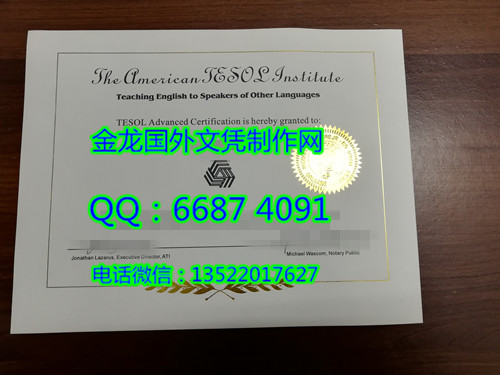 The American TESOL Institute
Teaching English to Speakers of Other Languages
TESOL Advanced Certification is hereby granted to:
金龙国外文凭制作网
QQ：6687 4091
Jonathan Lazarus, Executive Director, ATI
Michael Wascom, Notary Public
电话微信：13522017627